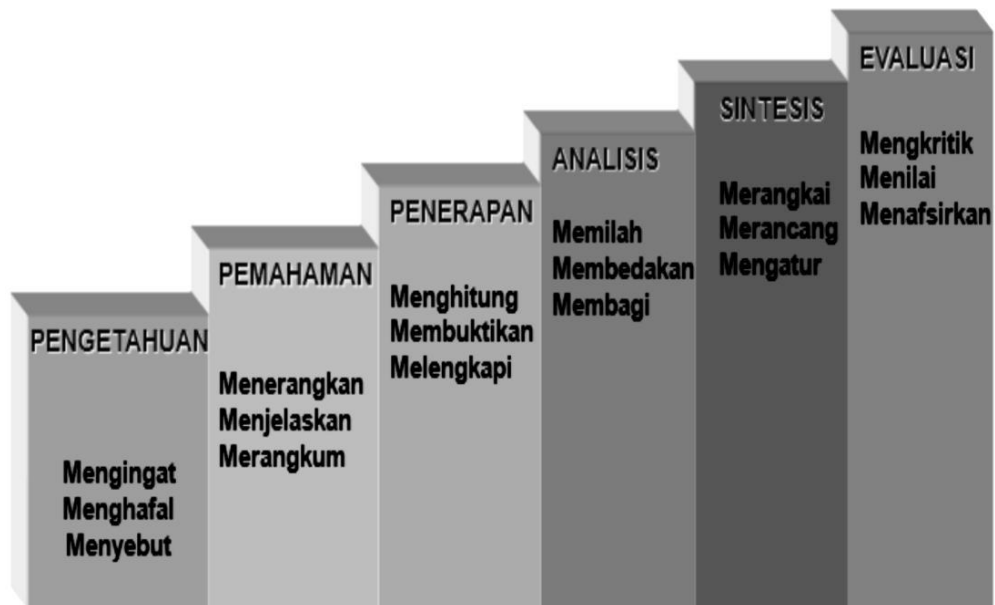 PENGETAHUAN
Mengingat
Menghafal
Menyebut
PEMAHAMAN
Menerangkan
Menjelaskan
Merangkum
PENERAPAN
Menghitung
Membuktikan
Melengkapi
ANALISIS
Memilah
Membedakan
Membagi
SINTESIS
Merangkai
Merancang
Mengatur
EVALUASI
Mengkritik
Menilai
Menafsirkan